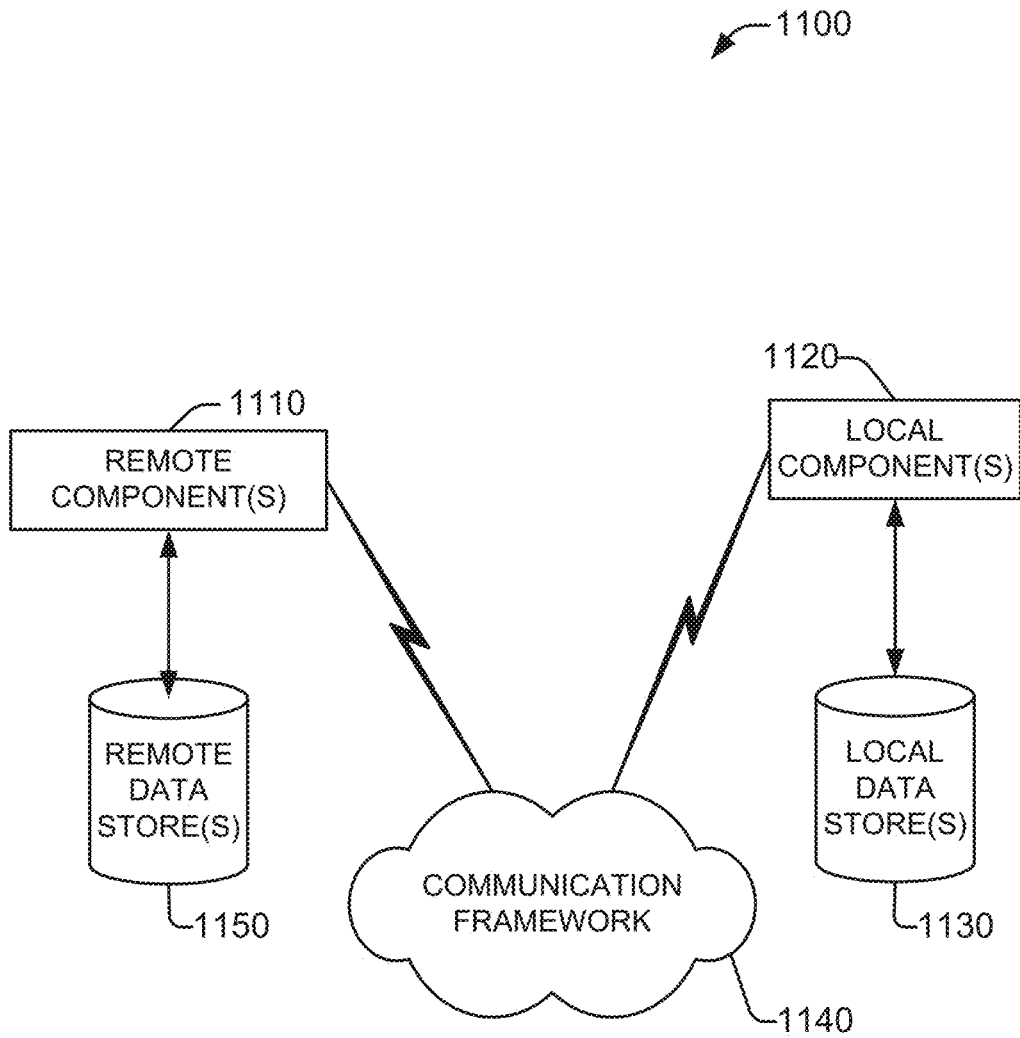 1100
1120
1110
LOCAL
COMPONENT(S)
REMOTE
COMPONENT(S)
REMOTE
DATA
STORE(S)
LOCAL
DATA
STORE(S)
COMMUNICATION
FRAMEWORK
1150
1130
1140